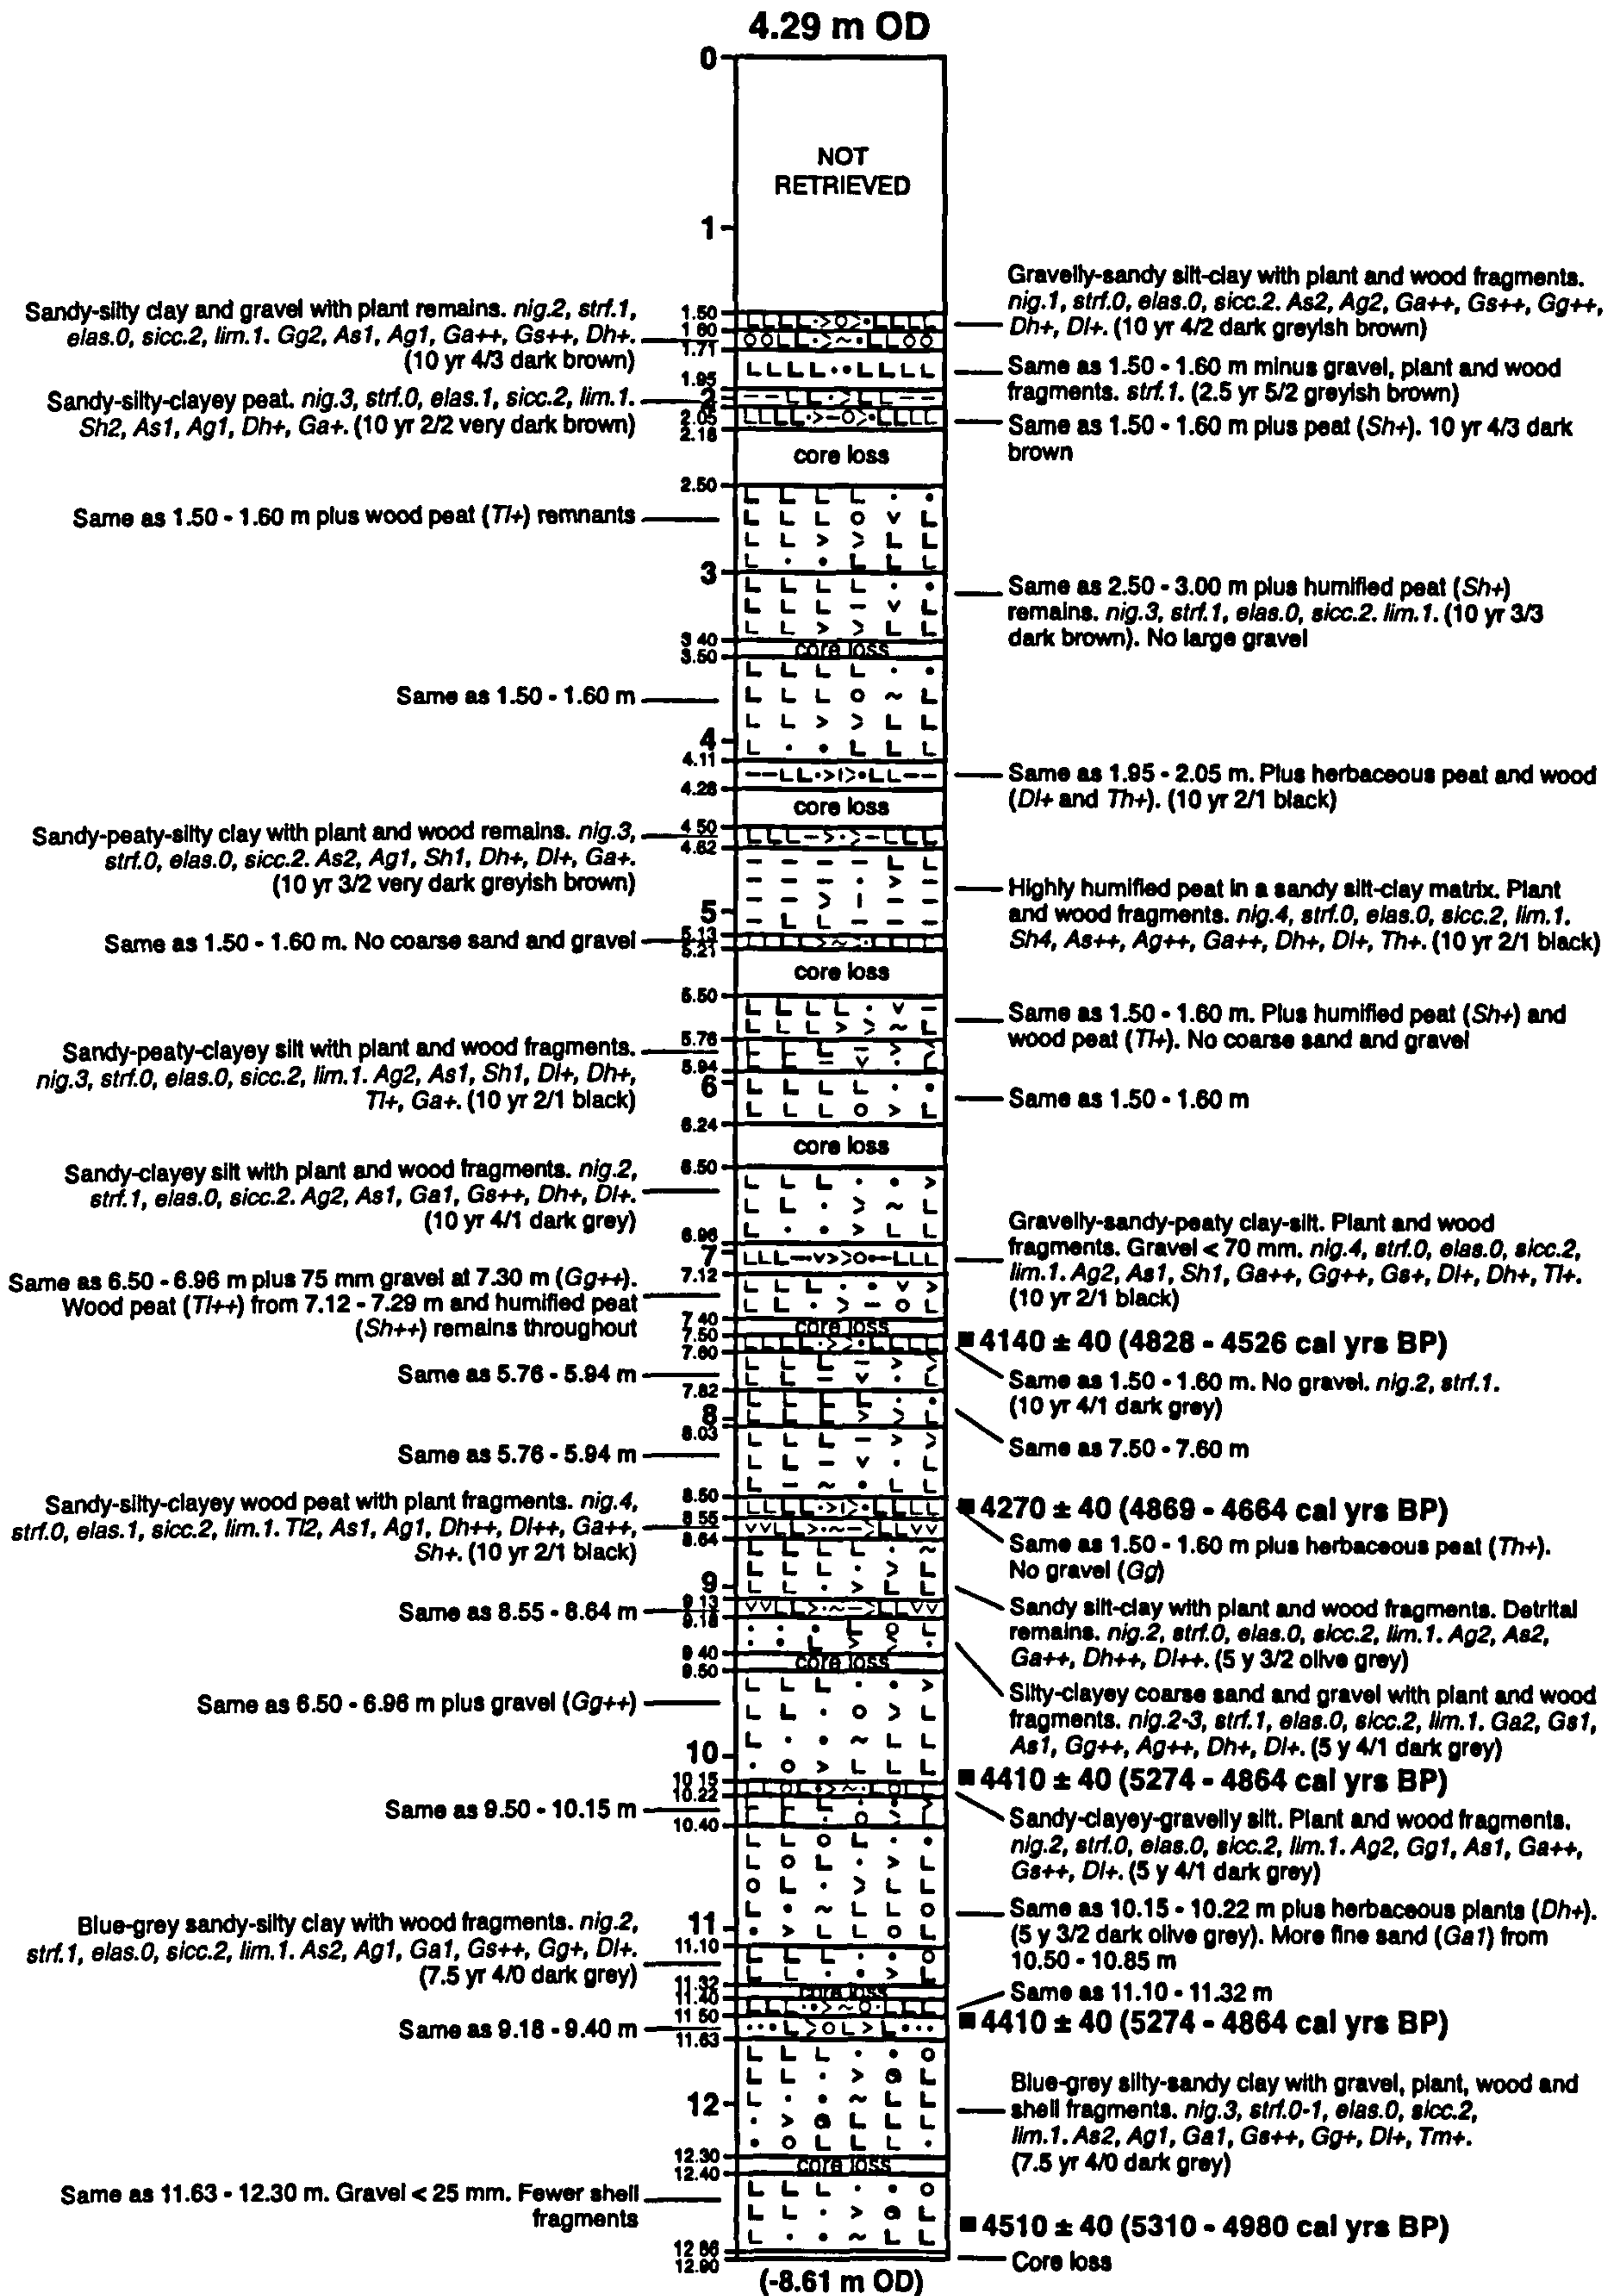 4.29 m OD
0
NOT
RETRIEVED
1
Gravelly-sandy silt-clay with plant and wood fragments.
nig.1, strf.0, elas.0, sicc.2. As2, Ag2, Ga++, Gs++, Gg++,
Dh+, Dl+. (10 yr 4/2 dark greyish brown)
Sandy-silty clay and gravel with plant remains. nig.2, strf.1,
elas.0, sicc.2, lim.1. Gg2, As1, Ag1, Ga++, Gs++, Dh+.
(10 yr 4/3 dark brown)
1.50
1.60
1.71
Same as 1.50 - 1.60 m minus gravel, plant and wood
fragments. strf.1. (2.5 yr 5/2 greyish brown)
1.95
2
Sandy-silty-clayey peat. nig.3, strf.0, elas.1, sicc.2, lim.1.
Sh2, As1, Ag1, Dh+, Ga+. (10 yr 2/2 very dark brown)
2.05
2.18
Same as 1.50 - 1.60 m plus peat (Sh+). 10 yr 4/3 dark
brown
core loss
2.50
Same as 1.50 - 1.60 m plus wood peat (Tl+) remnants
3
Same as 2.50 - 3.00 m plus humified peat (Sh+)
remains. nig.3, strf.1, elas.0, sicc.2. lim.1. (10 yr 3/3
dark brown). No large gravel
3.40
core loss
3.50
Same as 1.50 - 1.60 m
4
4.11
Same as 1.95 - 2.05 m. Plus herbaceous peat and wood
(Dl+ and Th+). (10 yr 2/1 black)
4.28
core loss
4.50
Sandy-peaty-silty clay with plant and wood remains. nig.3,
strf.0, elas.0, sicc.2. As2, Ag1, Sh1, Dh+, Dl+, Ga+.
(10 yr 3/2 very dark greyish brown)
4.62
Highly humified peat in a sandy silt-clay matrix. Plant
and wood fragments. nig.4, strf.0, elas.0, sicc.2, lim.1.
Sh4, As++, Ag++, Ga++, Dh+, Dl+, Th+. (10 yr 2/1 black)
5
Same as 1.50 - 1.60 m. No coarse sand and gravel
5.13
5.21
core loss
5.50
Same as 1.50 - 1.60 m. Plus humified peat (Sh+) and
wood peat (Tl+). No coarse sand and gravel
5.76
Sandy-peaty-clayey silt with plant and wood fragments.
nig.3, strf.0, elas.0, sicc.2, lim.1. Ag2, As1, Sh1, Dl+, Dh+,
Tl+, Ga+. (10 yr 2/1 black)
5.94
6
Same as 1.50 - 1.60 m
6.24
core loss
6.50
Sandy-clayey silt with plant and wood fragments. nig.2,
strf.1, elas.0, sicc.2. Ag2, As1, Ga1, Gs++, Dh+, Dl+.
(10 yr 4/1 dark grey)
6.96
7
Gravelly-sandy-peaty clay-silt. Plant and wood
fragments. Gravel < 70 mm. nig.4, strf.0, elas.0, sicc.2,
lim.1. Ag2, As1, Sh1, Ga++, Gg++, Gs+, Dl+, Dh+, Tl+.
(10 yr 2/1 black)
7.12
Same as 6.50 - 6.96 m plus 75 mm gravel at 7.30 m (Gg++).
Wood peat (Tl++) from 7.12 - 7.29 m and humified peat
(Sh++) remains throughout
7.40
core loss
7.50
7.60
4140 ± 40 (4828 - 4526 cal yrs BP)
Same as 1.50 - 1.60 m. No gravel. nig.2, strf.1.
(10 yr 4/1 dark grey)
Same as 5.76 - 5.94 m
7.82
8
8.03
Same as 7.50 - 7.60 m
Same as 5.76 - 5.94 m
8.50
4270 ± 40 (4869 - 4664 cal yrs BP)
Same as 1.50 - 1.60 m plus herbaceous peat (Th+).
No gravel (Gg)
Sandy-silty-clayey wood peat with plant fragments. nig.4,
strf.0, elas.1, sicc.2, lim.1. Tl2, As1, Ag1, Dh++, Dl++, Ga++,
Sh+. (10 yr 2/1 black)
8.55
8.64
9
Sandy silt-clay with plant and wood fragments. Detrital
remains. nig.2, strf.0, elas.0, sicc.2, lim.1. Ag2, As2,
Ga++, Dh++, Dl++. (5 y 3/2 olive grey)
9.13
Same as 8.55 - 8.64 m
9.18
9.40
core loss
9.50
Silty-clayey coarse sand and gravel with plant and wood
fragments. nig.2-3, strf.1, elas.0, sicc.2, lim.1. Ga2, Gs1,
As1, Gg++, Ag++, Dh+, Dl+. (5 y 4/1 dark grey)
Same as 6.50 - 6.96 m plus gravel (Gg++)
10
10.15
10.22
4410 ± 40 (5274 - 4864 cal yrs BP)
Sandy-clayey-gravelly silt. Plant and wood fragments.
nig.2, strf.0, elas.0, sicc.2, lim.1. Ag2, Gg1, As1, Ga++,
Gs++, Dl+. (5 y 4/1 dark grey)
Same as 9.50 - 10.15 m
10.40
Same as 10.15 - 10.22 m plus herbaceous plants (Dh+).
(5 y 3/2 dark olive grey). More fine sand (Ga1) from
10.50 - 10.85 m
11
11.10
Blue-grey sandy-silty clay with wood fragments. nig.2,
strf.1, elas.0, sicc.2, lim.1. As2, Ag1, Ga1, Gs++, Gg+, Dl+.
(7.5 yr 4/0 dark grey)
11.32
core loss
11.40
Same as 11.10 - 11.32 m
11.50
4410 ± 40 (5274 - 4864 cal yrs BP)
Same as 9.18 - 9.40 m
11.63
12
Blue-grey silty-sandy clay with gravel, plant, wood and
shell fragments. nig.3, strf.0-1, elas.0, sicc.2,
lim.1. As2, Ag1, Ga1, Gs++, Gg+, Dl+, Tm+.
(7.5 yr 4/0 dark grey)
12.30
core loss
12.40
Same as 11.63 - 12.30 m. Gravel < 25 mm. Fewer shell
fragments
4510 ± 40 (5310 - 4980 cal yrs BP)
12.86
12.90
Core loss
(-8.61 m OD)